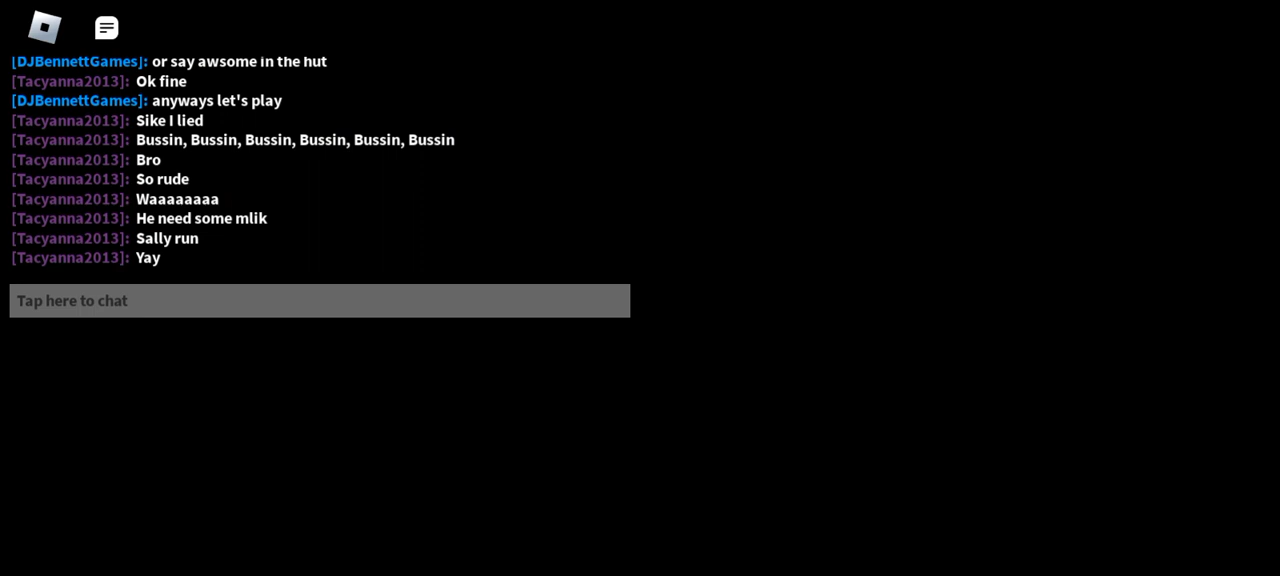 [DJBennettGames]: or say awsome in the hut
[Tacyanna2013]: Ok fine
[DJBennettGames]: anyways let's play
[Tacyanna2013]: Sike I lied
[Tacyanna2013]: Bussin, Bussin, Bussin, Bussin, Bussin, Bussin
[Tacyanna2013]: Bro
[Tacyanna2013]: So rude
[Tacyanna2013]: Waaaaaaaa
[Tacyanna2013]: He need some mlik
[Tacyanna2013]: Sally run
[Tacyanna2013]: Yay
Tap here to chat